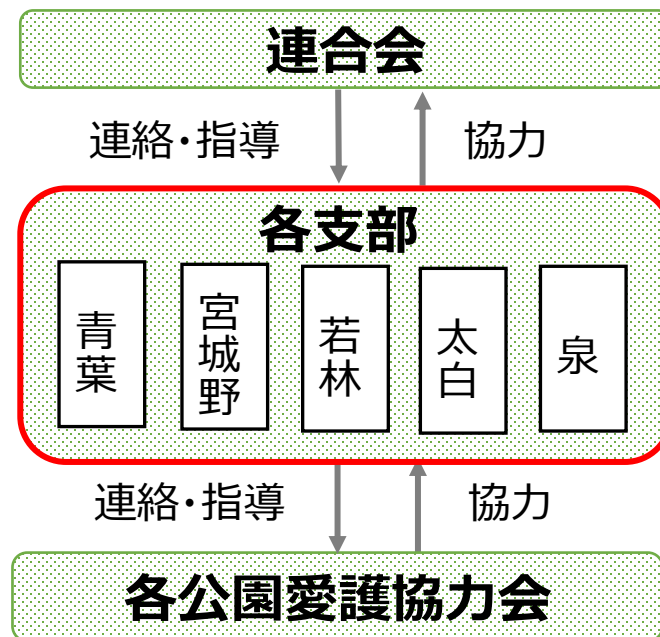 連合会
連絡・指導 協力
各支部
青葉
宮城野
若林
太白
泉
連絡・指導 協力
各公園愛護協力会